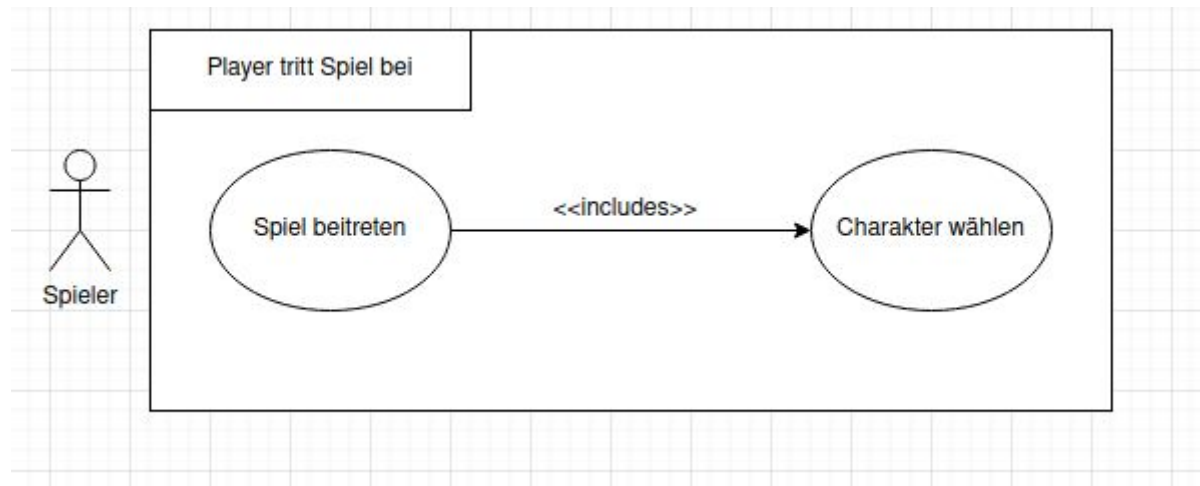 Player tritt Spiel bei
Spiel beitreten
<<includes>>
Charakter wählen
Spieler